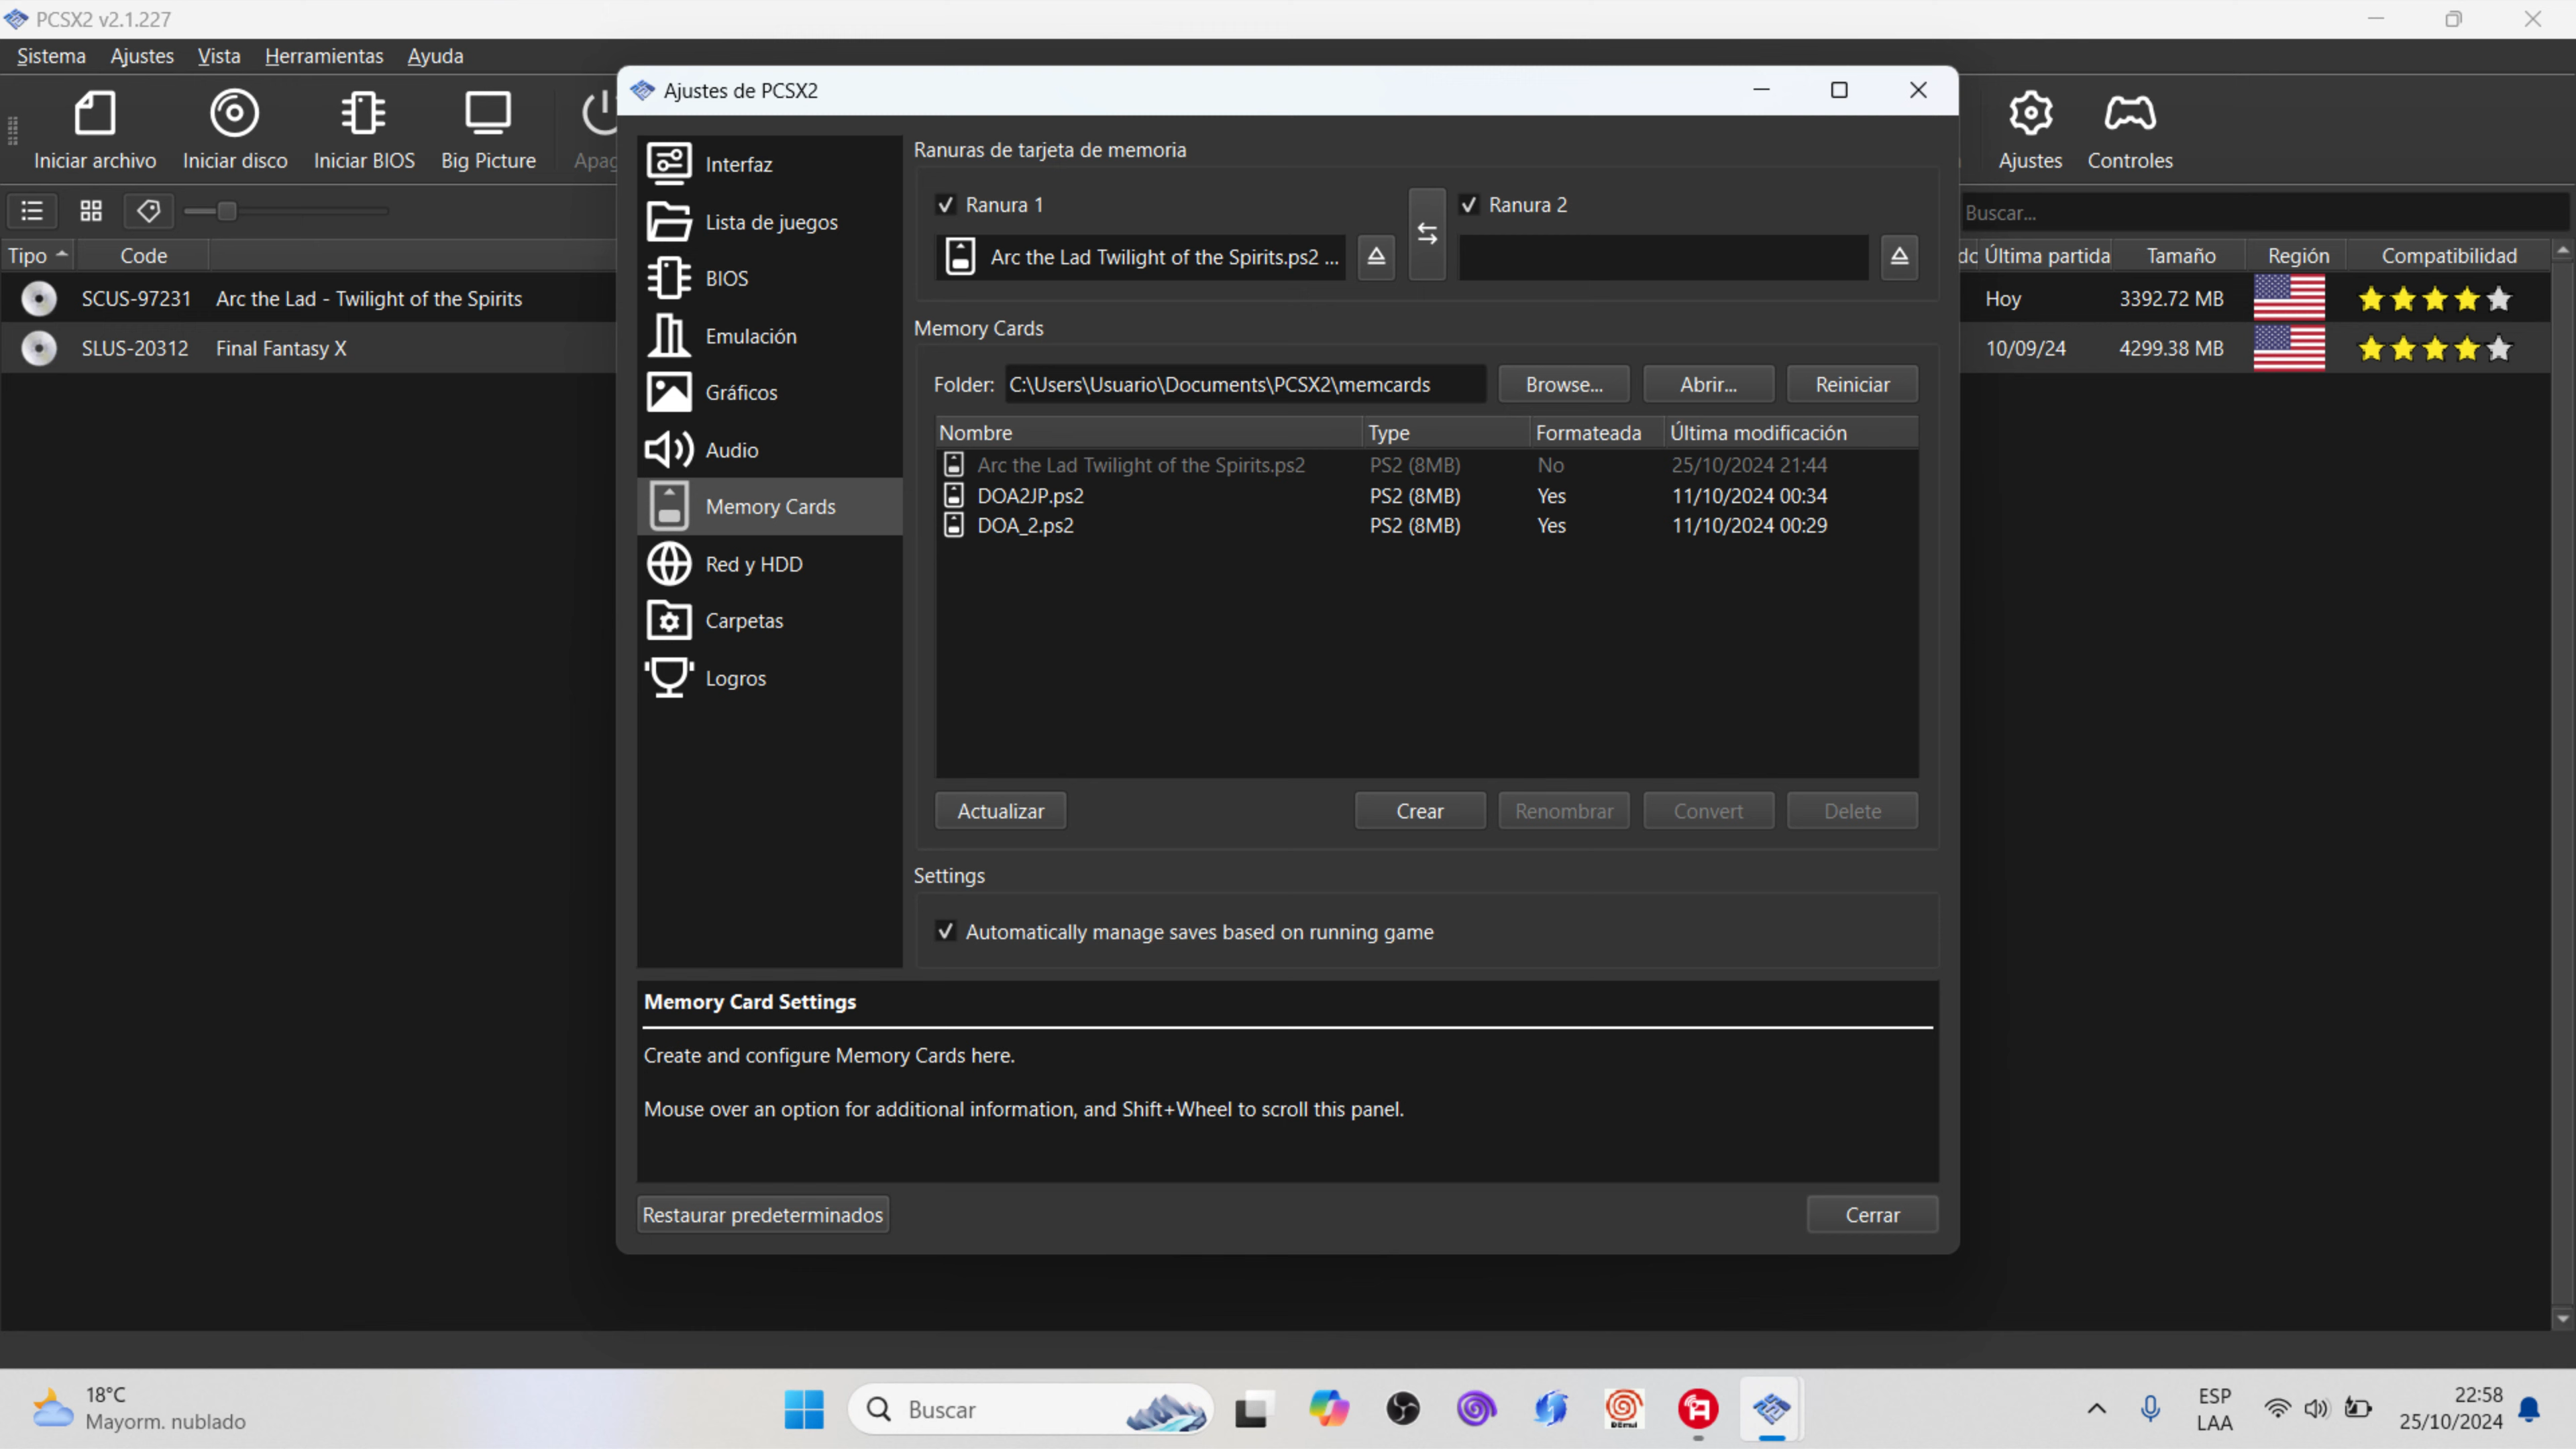 PCSX2 v2.1.227
Sistema Ajustes Vista Herramientas Ayuda
Iniciar archivo Iniciar disco Iniciar BIOS Big Picture Apag Ajustes Controles
Buscar...
Tipo Code Última partida Tamaño Región Compatibilidad
SCUS-97231 Arc the Lad - Twilight of the Spirits Hoy 3392.72 MB
SLUS-20312 Final Fantasy X 10/09/24 4299.38 MB
Ajustes de PCSX2
Interfaz
Lista de juegos
BIOS
Emulación
Gráficos
Audio
Memory Cards
Red y HDD
Carpetas
Logros
Ranuras de tarjeta de memoria
Ranura 1 Ranura 2
Arc the Lad Twilight of the Spirits.ps2 ...
Memory Cards
Folder: C:\Users\Usuario\Documents\PCSX2\memcards Browse... Abrir... Reiniciar
Nombre Type Formateada Última modificación
Arc the Lad Twilight of the Spirits.ps2 PS2 (8MB) No 25/10/2024 21:44
DOA2JP.ps2 PS2 (8MB) Yes 11/10/2024 00:34
DOA_2.ps2 PS2 (8MB) Yes 11/10/2024 00:29
Actualizar Crear Renombrar Convert Delete
Settings
Automatically manage saves based on running game
Memory Card Settings
Create and configure Memory Cards here.
Mouse over an option for additional information, and Shift+Wheel to scroll this panel.
Restaurar predeterminados Cerrar
18°C
Mayorm. nublado
Buscar
ESP
LAA
22:58
25/10/2024